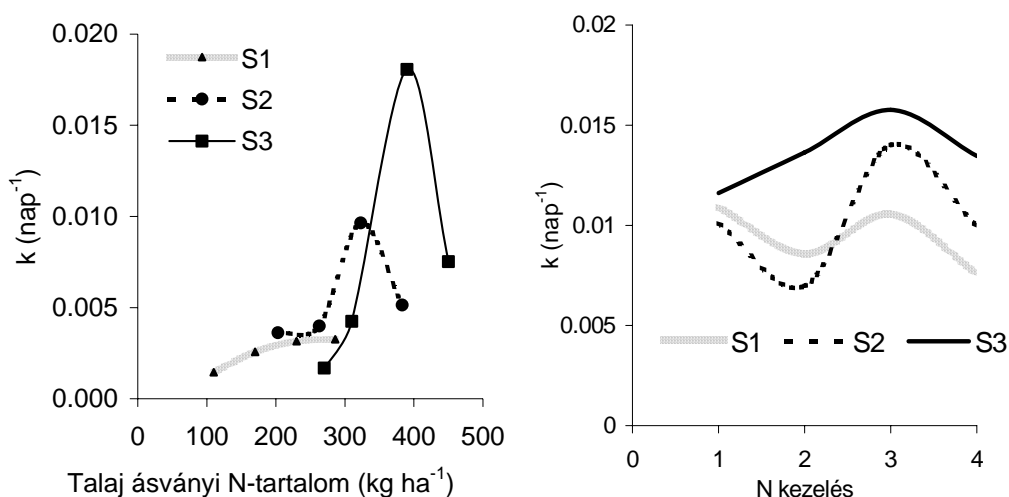 0.020
0.015
0.010
0.005
0.000
k (nap⁻¹)
S1
S2
S3
0 100 200 300 400 500
Talaj ásványi N-tartalom (kg ha⁻¹)
0.02
0.015
0.01
0.005
0
k (nap⁻¹)
S1 S2 S3
0 1 2 3 4
N kezelés